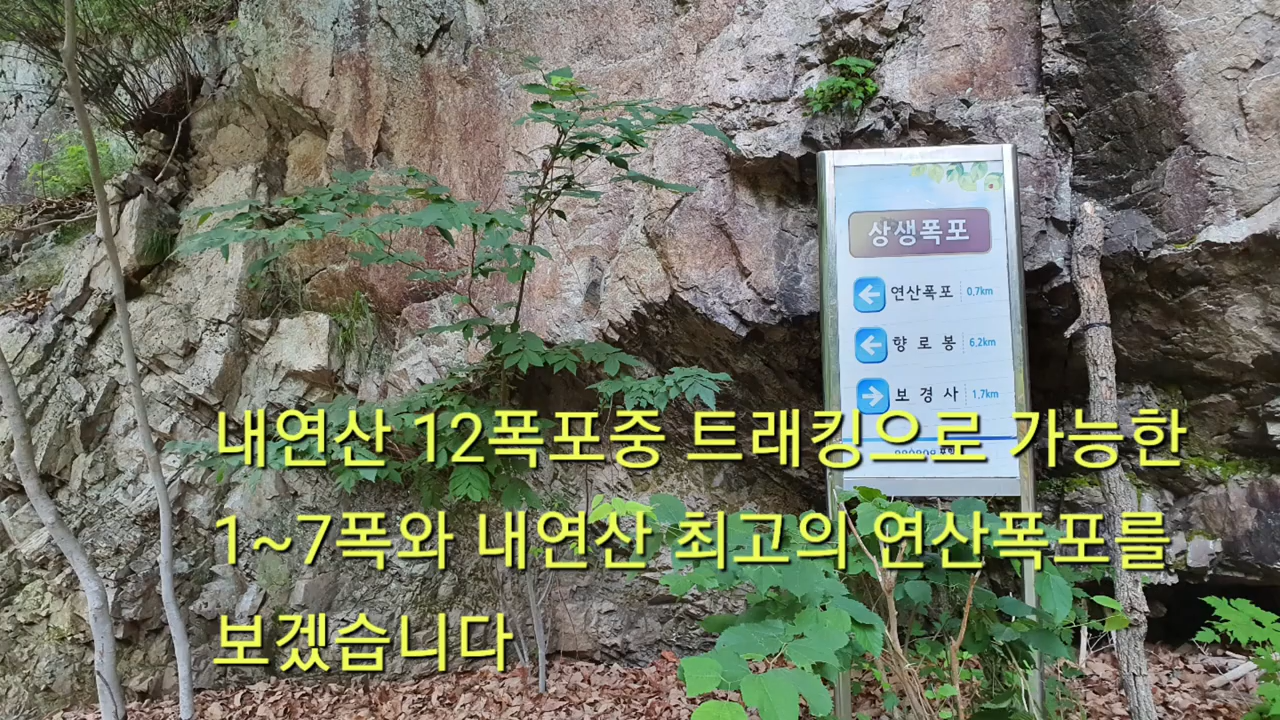 상생폭포
연산폭포 0.7km
향로봉 6.2km
보경사 1.7km
내연산 12폭포중 트래킹으로 가능한
1~7폭와 내연산 최고의 연산폭포를
보겠습니다